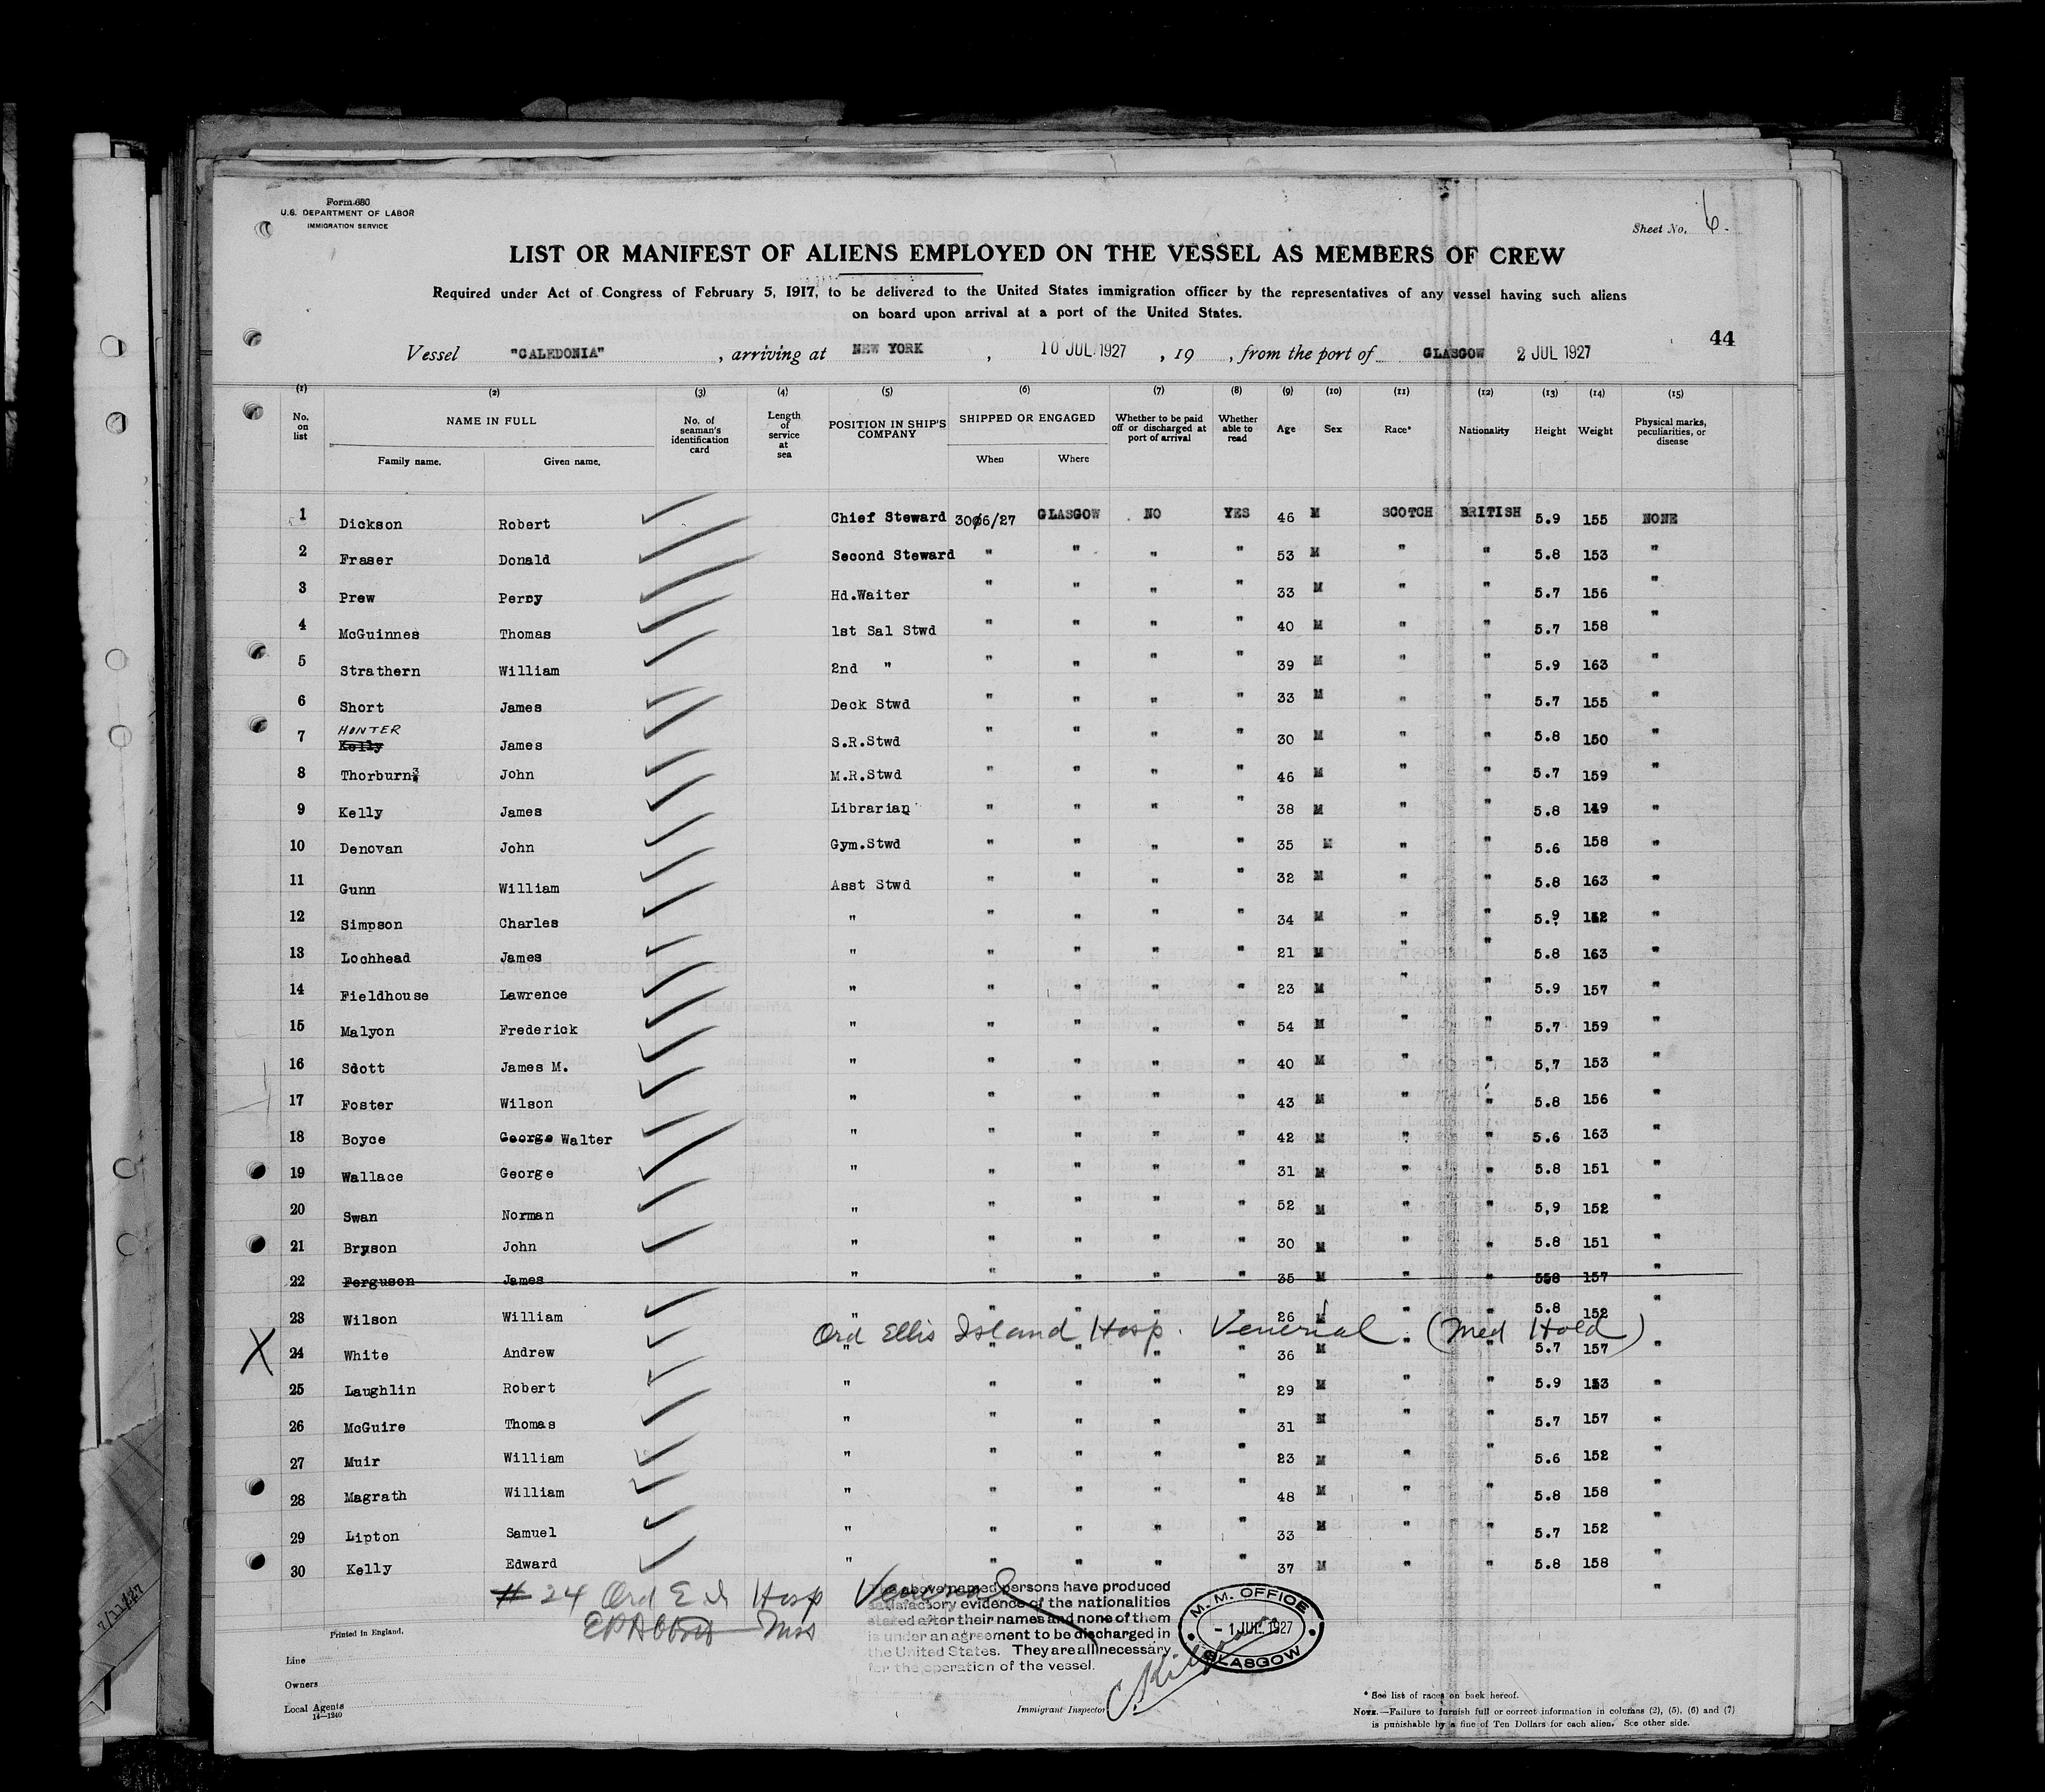 Form 680
U.S. DEPARTMENT OF LABOR
IMMIGRATION SERVICE
Sheet No. 6.
LIST OR MANIFEST OF ALIENS EMPLOYED ON THE VESSEL AS MEMBERS OF CREW
Required under Act of Congress of February 5, 1917, to be delivered to the United States immigration officer by the representatives of any vessel having such aliens
on board upon arrival at a port of the United States.
44
Vessel "CALEDONIA", arriving at NEW YORK, 10 JUL 1927, 19, from the port of GLASGOW 2 JUL 1927
(1) (2) (3) (4) (5) (6) (7) (8) (9) (10) (11) (12) (13) (14) (15)
No. on list NAME IN FULL Family name. Given name. No. of seaman's identification card Length of service at sea POSITION IN SHIP'S COMPANY SHIPPED OR ENGAGED When Where Whether to be paid off or discharged at port of arrival Whether able to read Age Sex Race* Nationality Height Weight Physical marks, peculiarities, or disease
1 Dickson Robert Chief Steward 3006/27 GLASGOW NO YES 46 M SCOTCH BRITISH 5.9 155 NONE
2 Fraser Donald Second Steward " " " " 53 M " " 5.8 153 "
3 Prew Percy Hd.Waiter " " " " 33 M " " 5.7 156 "
4 McGuinnes Thomas 1st Sal Stwd " " " " 40 M " " 5.7 158 "
5 Strathern William 2nd " " " " " 39 M " " 5.9 163 "
6 Short James Deck Stwd " " " " 33 M " " 5.7 155 "
7 HUNTER Kelly James S.R.Stwd " " " " 30 M " " 5.8 150 "
8 Thorburn John M.R.Stwd " " " " 46 M " " 5.7 159 "
9 Kelly James Librarian " " " " 38 M " " 5.8 149 "
10 Denovan John Gym.Stwd " " " " 35 M " " 5.6 158 "
11 Gunn William Asst Stwd " " " " 32 M " " 5.8 163 "
12 Simpson Charles " " " " " 34 M " " 5.9 "
13 Lochhead James " " " " " 21 M " " 5.8 163 "
14 Fieldhouse Lawrence " " " " " 23 M " " 5.9 157 "
15 Malyon Frederick " " " " " 54 M " " 5.7 159 "
16 Scott James M. " " " " " 40 M " " 5,7 153 "
17 Foster Wilson " " " " " 43 M " " 5.8 156 "
18 Boyce George Walter " " " " " 42 M " " 5.6 163 "
19 Wallace George " " " " " 31 M " " 5.8 151 "
20 Swan Norman " " " " " 52 M " " 5,9 152 "
21 Bryson John " " " " " 30 M " " 5.8 151 "
22 Ferguson James " " " " " 35 M " " 558 157 "
23 Wilson William " " " " " 26 M " " 5.8 152 "
Ord Ellis Island Hosp. Venerial. (Med Hold)
X 24 White Andrew " " " " " 36 M " " 5.7 157 "
25 Laughlin Robert " " " " " 29 M " " 5.9 "
26 McGuire Thomas " " " " " 31 M " " 5.7 157 "
27 Muir William " " " " " 23 M " " 5.6 152 "
28 Magrath William " " " " " 48 M " " 5.8 158 "
29 Lipton Samuel " " " " " 33 M " " 5.7 152 "
30 Kelly Edward " " " " " 37 M " " 5.8 158 "
"
# 24 Ord E.I. Hosp Venereal
The above named persons have produced
satisfactory evidence of the nationalities
stated after their names and none of them
is under an agreement to be discharged in
the United States. They are all necessary
for the operation of the vessel.
M. M. OFFICE
- 1 JUL 1927
GLASGOW
Printed in England.
Line
Owners
Local Agents
14—1240
Immigrant Inspector
* See list of races on back hereof.
NOTE.—Failure to furnish full or correct information in columns (2), (5), (6) and (7)
is punishable by a fine of Ten Dollars for each alien. See other side.
7/11/27